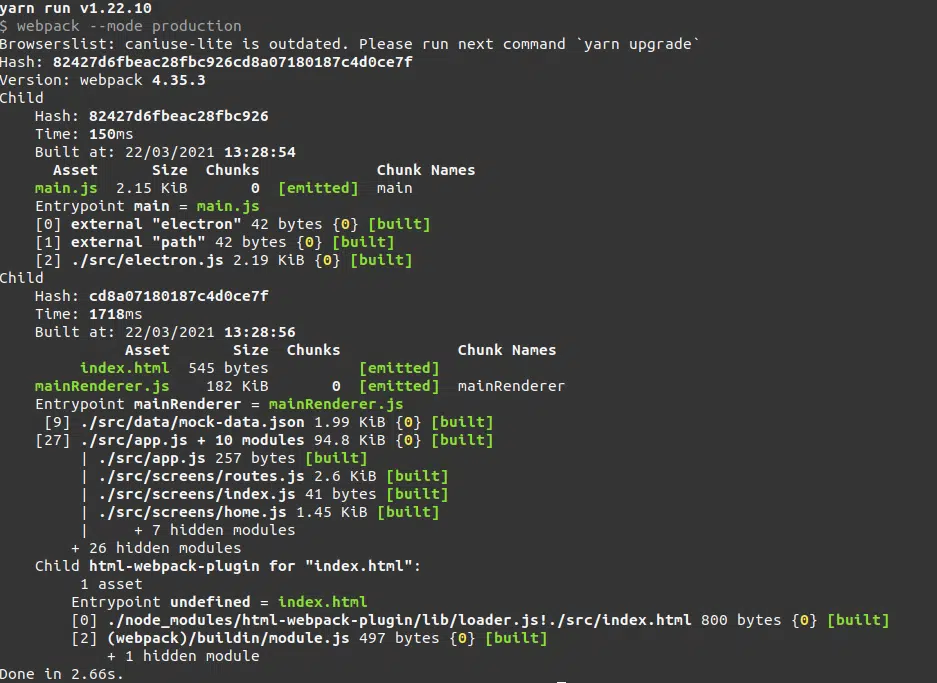 yarn run v1.22.10
$ webpack --mode production
Browserslist: caniuse-lite is outdated. Please run next command `yarn upgrade`
Hash: 82427d6fbeac28fbc926cd8a07180187c4d0ce7f
Version: webpack 4.35.3
Child
    Hash: 82427d6fbeac28fbc926
    Time: 150ms
    Built at: 22/03/2021 13:28:54
      Asset      Size  Chunks             Chunk Names
    main.js  2.15 KiB       0  [emitted]  main
    Entrypoint main = main.js
    [0] external "electron" 42 bytes {0} [built]
    [1] external "path" 42 bytes {0} [built]
    [2] ./src/electron.js 2.19 KiB {0} [built]
Child
    Hash: cd8a07180187c4d0ce7f
    Time: 1718ms
    Built at: 22/03/2021 13:28:56
              Asset       Size  Chunks             Chunk Names
         index.html  545 bytes          [emitted]
    mainRenderer.js    182 KiB       0  [emitted]  mainRenderer
    Entrypoint mainRenderer = mainRenderer.js
     [9] ./src/data/mock-data.json 1.99 KiB {0} [built]
    [27] ./src/app.js + 10 modules 94.8 KiB {0} [built]
         | ./src/app.js 257 bytes [built]
         | ./src/screens/routes.js 2.6 KiB [built]
         | ./src/screens/index.js 41 bytes [built]
         | ./src/screens/home.js 1.45 KiB [built]
         |     + 7 hidden modules
        + 26 hidden modules
    Child html-webpack-plugin for "index.html":
         1 asset
        Entrypoint undefined = index.html
        [0] ./node_modules/html-webpack-plugin/lib/loader.js!./src/index.html 800 bytes {0} [built]
        [2] (webpack)/buildin/module.js 497 bytes {0} [built]
            + 1 hidden module
Done in 2.66s.